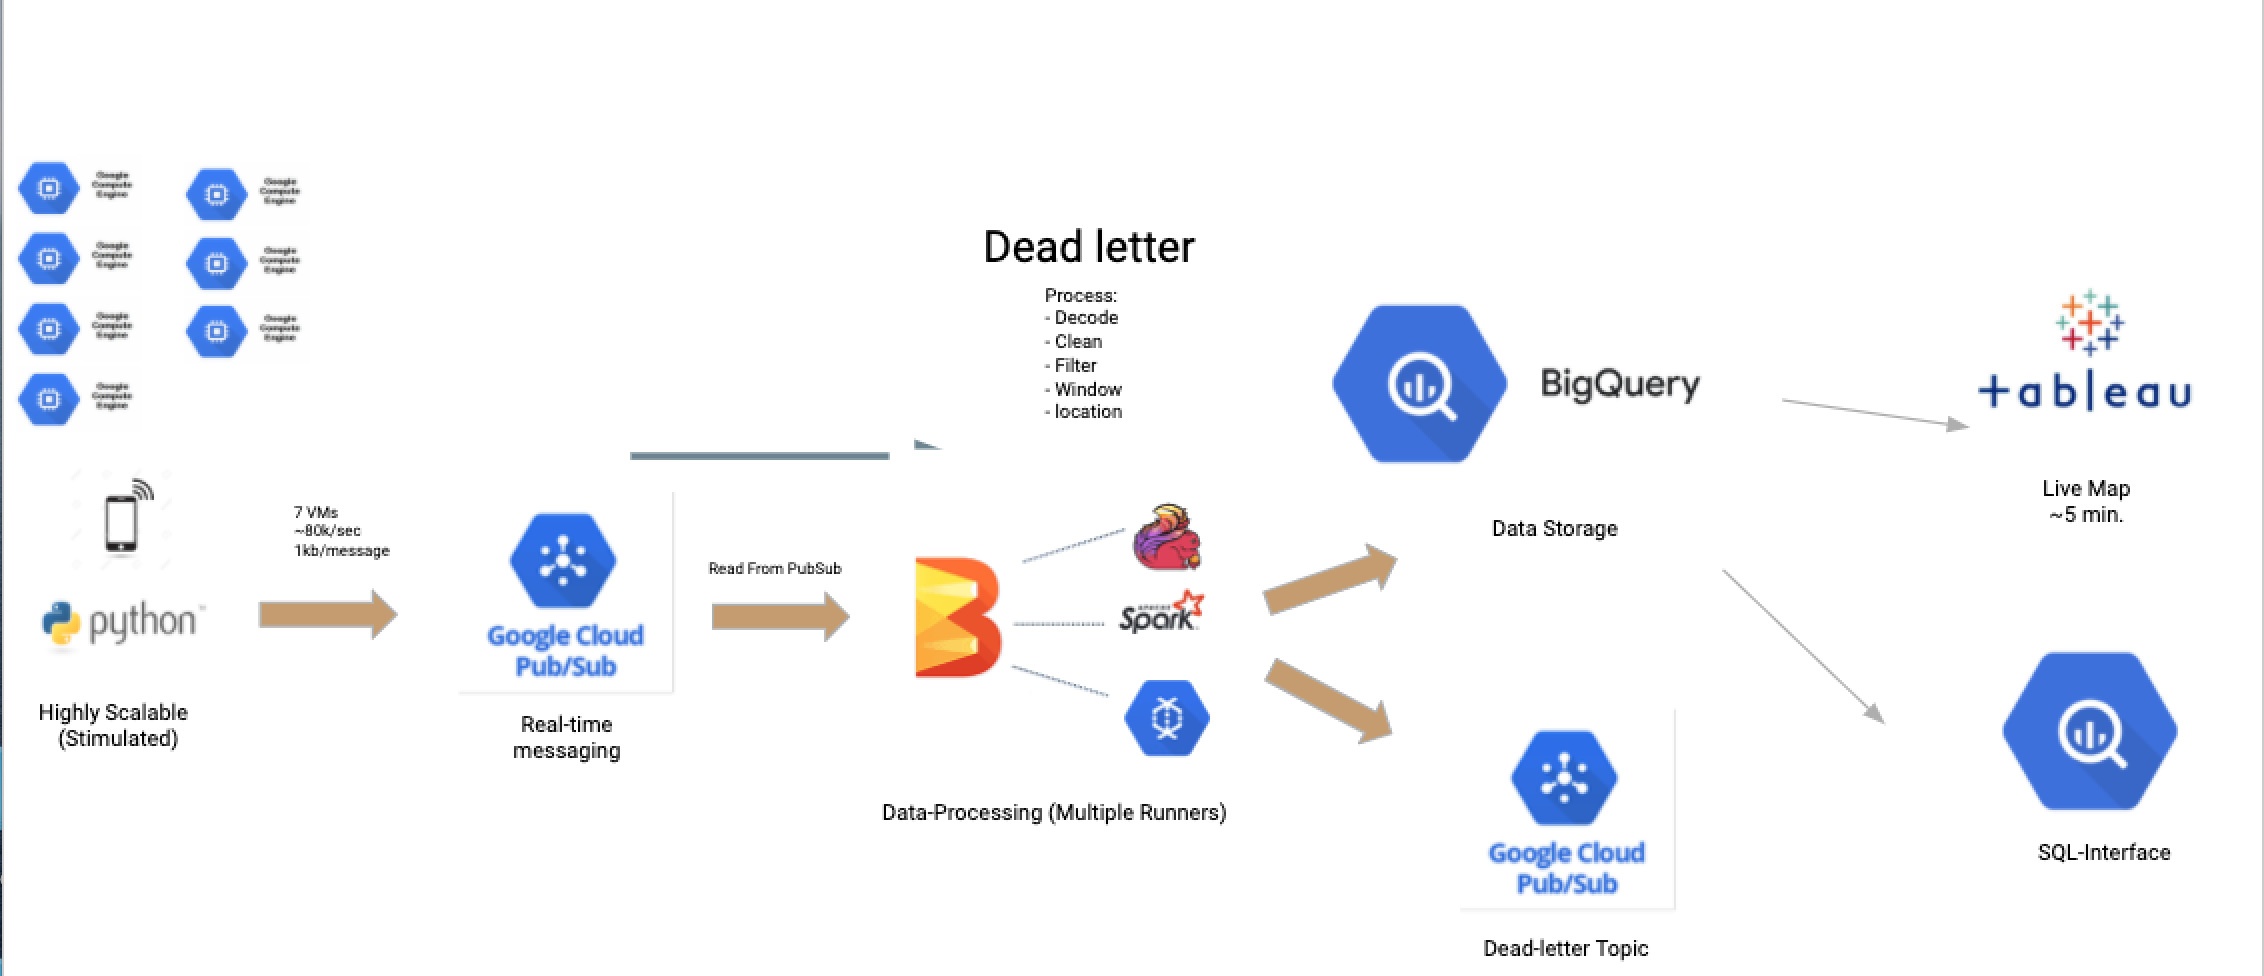 Google
Compute
Engine
Google
Compute
Engine
Google
Compute
Engine
Google
Compute
Engine
Google
Compute
Engine
Google
Compute
Engine
Google
Compute
Engine
python™
Highly Scalable
(Stimulated)
7 VMs
~80k/sec
1kb/message
Google Cloud
Pub/Sub
Real-time
messaging
Read From PubSub
Dead letter
Process:
- Decode
- Clean
- Filter
- Window
- location
APACHE
Spark
Data-Processing (Multiple Runners)
BigQuery
Data Storage
Google Cloud
Pub/Sub
Dead-letter Topic
+ableau
Live Map
~5 min.
SQL-Interface